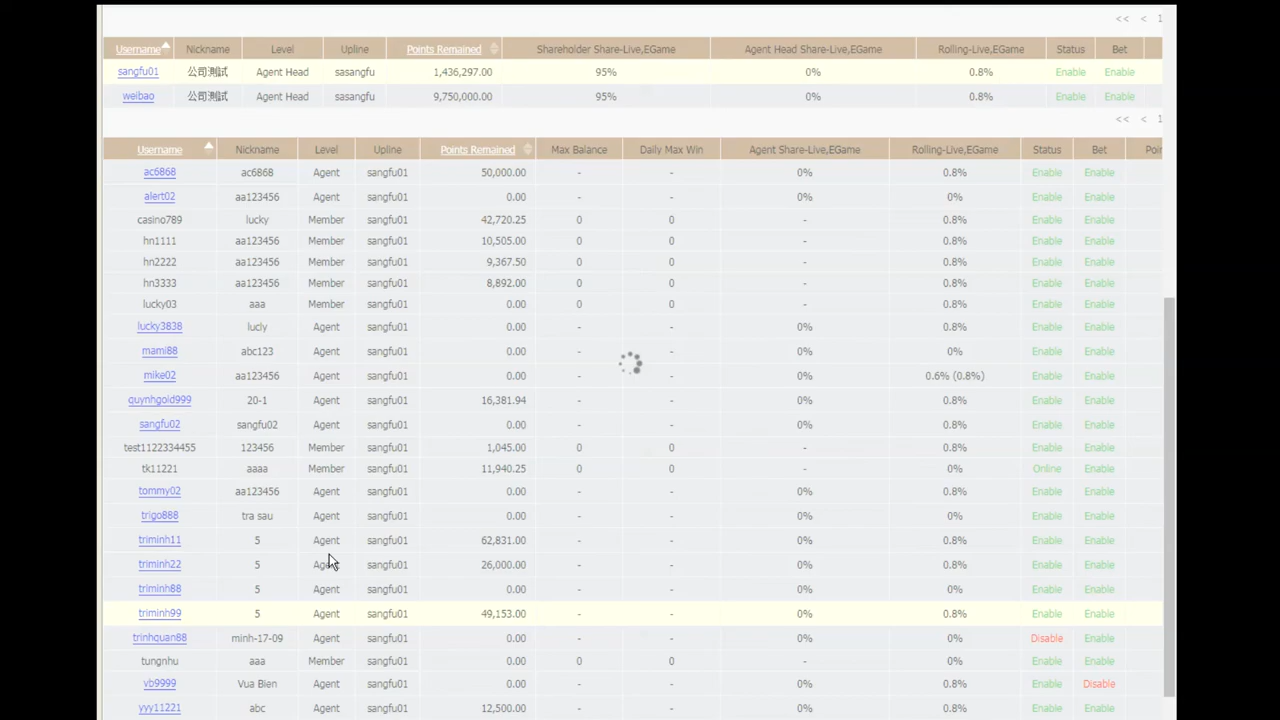 << < 1
Username Nickname Level Upline Points Remained Shareholder Share-Live,EGame Agent Head Share-Live,EGame Rolling-Live,EGame Status Bet
sangfu01 公司測試 Agent Head sasangfu 1,436,297.00 95% 0% 0.8% Enable Enable
weibao 公司測試 Agent Head sasangfu 9,750,000.00 95% 0% 0.8% Enable Enable
<< < 1
Username Nickname Level Upline Points Remained Max Balance Daily Max Win Agent Share-Live,EGame Rolling-Live,EGame Status Bet Poin
ac6868 ac6868 Agent sangfu01 50,000.00 - - 0% 0.8% Enable Enable
alert02 aa123456 Agent sangfu01 0.00 - - 0% 0% Enable Enable
casino789 lucky Member sangfu01 42,720.25 0 0 - 0.8% Enable Enable
hn1111 aa123456 Member sangfu01 10,505.00 0 0 - 0.8% Enable Enable
hn2222 aa123456 Member sangfu01 9,367.50 0 0 - 0.8% Enable Enable
hn3333 aa123456 Member sangfu01 8,892.00 0 0 - 0.8% Enable Enable
lucky03 aaa Member sangfu01 0.00 0 0 - 0.8% Enable Enable
lucky3838 lucly Agent sangfu01 0.00 - - 0% 0.8% Enable Enable
mami88 abc123 Agent sangfu01 0.00 - - 0% 0% Enable Enable
mike02 aa123456 Agent sangfu01 0.00 - - 0% 0.6% (0.8%) Enable Enable
quynhgold999 20-1 Agent sangfu01 16,381.94 - - 0% 0.8% Enable Enable
sangfu02 sangfu02 Agent sangfu01 0.00 - - 0% 0.8% Enable Enable
test1122334455 123456 Member sangfu01 1,045.00 0 0 - 0.8% Enable Enable
tk11221 aaaa Member sangfu01 11,940.25 0 0 - 0% Online Enable
tommy02 aa123456 Agent sangfu01 0.00 - - 0% 0.8% Enable Enable
trigo888 tra sau Agent sangfu01 0.00 - - 0% 0% Enable Enable
triminh11 5 Agent sangfu01 62,831.00 - - 0% 0.8% Enable Enable
triminh22 5 Agent sangfu01 26,000.00 - - 0% 0.8% Enable Enable
triminh88 5 Agent sangfu01 0.00 - - 0% 0% Enable Enable
triminh99 5 Agent sangfu01 49,153.00 - - 0% 0.8% Enable Enable
trinhquan88 minh-17-09 Agent sangfu01 0.00 - - 0% 0% Disable Enable
tungnhu aaa Member sangfu01 0.00 0 0 - 0% Enable Enable
vb9999 Vua Bien Agent sangfu01 0.00 - - 0% 0.8% Enable Disable
yyy11221 abc Agent sangfu01 12,500.00 - - 0% 0.8% Enable Enable